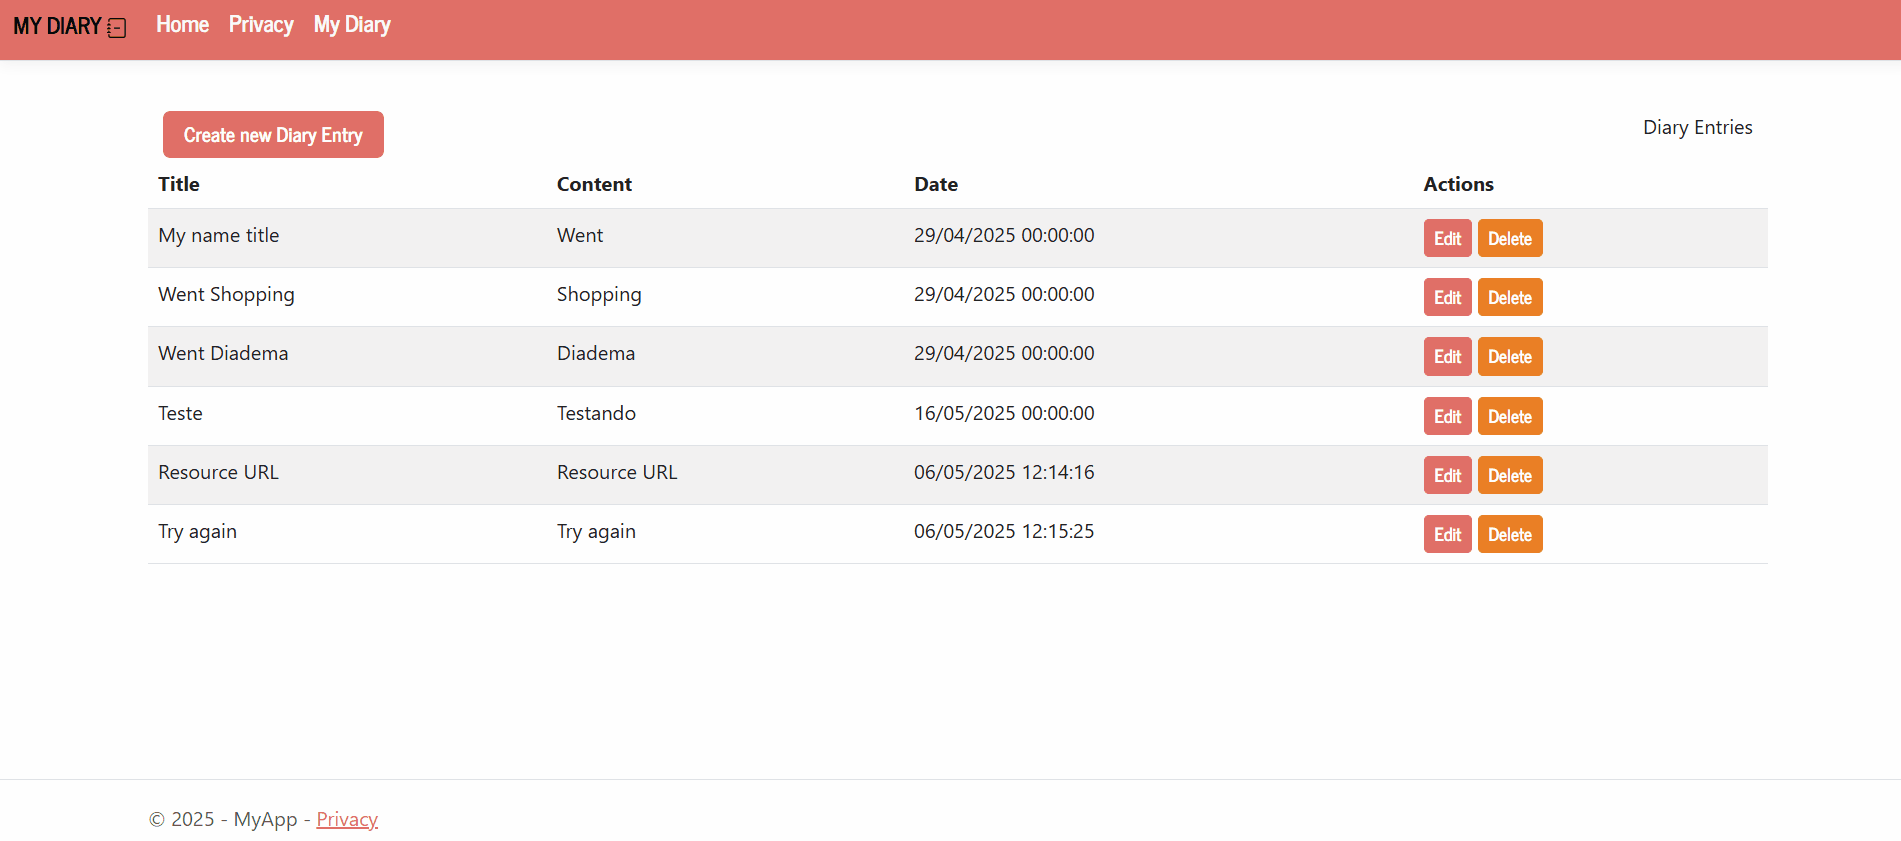 MY DIARY Home Privacy My Diary
Create new Diary Entry Diary Entries
Title Content Date Actions
My name title Went 29/04/2025 00:00:00 Edit Delete
Went Shopping Shopping 29/04/2025 00:00:00 Edit Delete
Went Diadema Diadema 29/04/2025 00:00:00 Edit Delete
Teste Testando 16/05/2025 00:00:00 Edit Delete
Resource URL Resource URL 06/05/2025 12:14:16 Edit Delete
Try again Try again 06/05/2025 12:15:25 Edit Delete
© 2025 - MyApp - Privacy